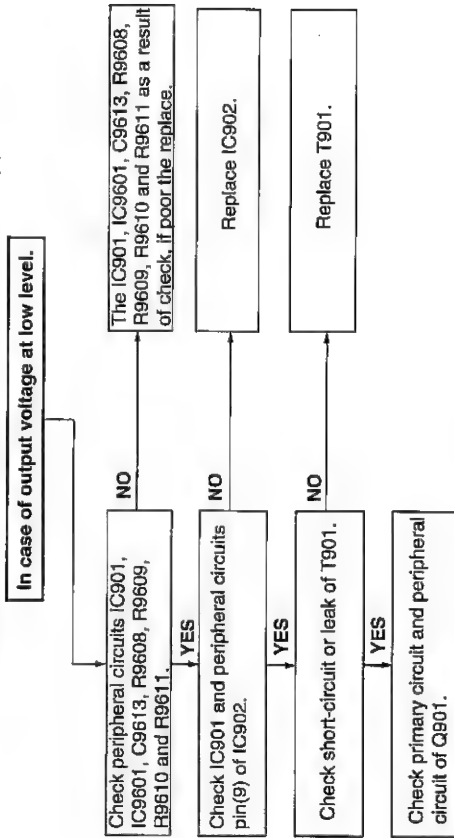 In case of output voltage at low level.
Check peripheral circuits IC901,
IC9601, C9613, R9608, R9609,
R9610 and R9611.
NO
The IC901, IC9601, C9613, R9608,
R9609, R9610 and R9611 as a result
of check, if poor the replace.
YES
Check IC901 and peripheral circuits
pin(9) of IC902.
NO
Replace IC902.
YES
Check short-circuit or leak of T901.
NO
Replace T901.
YES
Check primary circuit and peripheral
circuit of Q901.